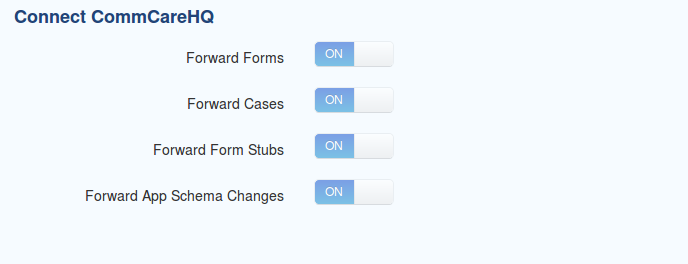 Connect CommCareHQ
Forward Forms ON
Forward Cases ON
Forward Form Stubs ON
Forward App Schema Changes ON